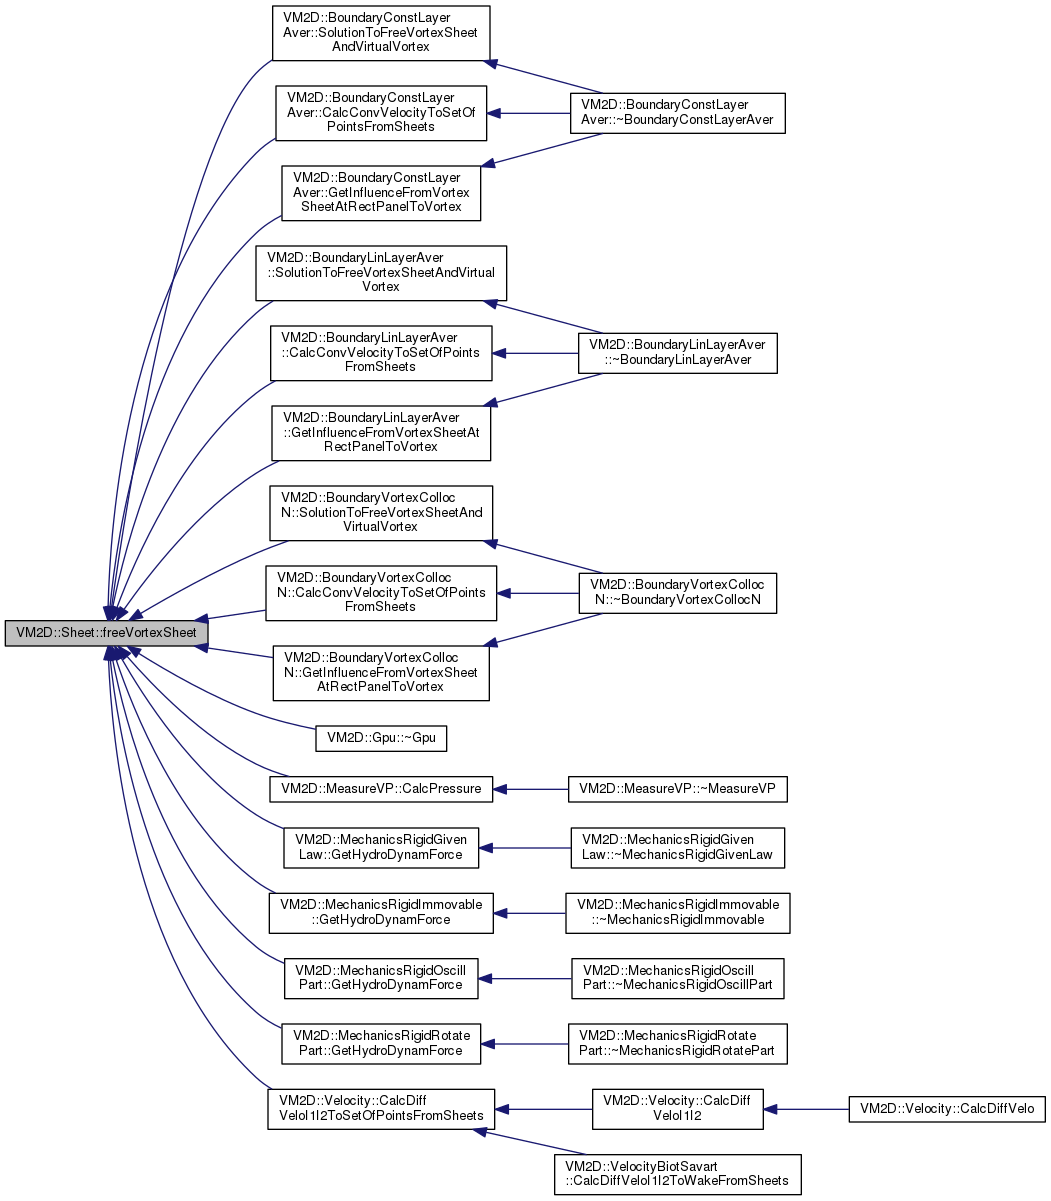 VM2D::BoundaryConstLayer
Aver::SolutionToFreeVortexSheet
AndVirtualVortex
VM2D::BoundaryConstLayer
Aver::CalcConvVelocityToSetOf
PointsFromSheets
VM2D::BoundaryConstLayer
Aver::~BoundaryConstLayerAver
VM2D::BoundaryConstLayer
Aver::GetInfluenceFromVortex
SheetAtRectPanelToVortex
VM2D::BoundaryLinLayerAver
::SolutionToFreeVortexSheetAndVirtual
Vortex
VM2D::BoundaryLinLayerAver
::CalcConvVelocityToSetOfPoints
FromSheets
VM2D::BoundaryLinLayerAver
::~BoundaryLinLayerAver
VM2D::BoundaryLinLayerAver
::GetInfluenceFromVortexSheetAt
RectPanelToVortex
VM2D::BoundaryVortexColloc
N::SolutionToFreeVortexSheetAnd
VirtualVortex
VM2D::BoundaryVortexColloc
N::CalcConvVelocityToSetOfPoints
FromSheets
VM2D::BoundaryVortexColloc
N::~BoundaryVortexCollocN
VM2D::Sheet::freeVortexSheet
VM2D::BoundaryVortexColloc
N::GetInfluenceFromVortexSheet
AtRectPanelToVortex
VM2D::Gpu::~Gpu
VM2D::MeasureVP::CalcPressure
VM2D::MeasureVP::~MeasureVP
VM2D::MechanicsRigidGiven
Law::GetHydroDynamForce
VM2D::MechanicsRigidGiven
Law::~MechanicsRigidGivenLaw
VM2D::MechanicsRigidImmovable
::GetHydroDynamForce
VM2D::MechanicsRigidImmovable
::~MechanicsRigidImmovable
VM2D::MechanicsRigidOscill
Part::GetHydroDynamForce
VM2D::MechanicsRigidOscill
Part::~MechanicsRigidOscillPart
VM2D::MechanicsRigidRotate
Part::GetHydroDynamForce
VM2D::MechanicsRigidRotate
Part::~MechanicsRigidRotatePart
VM2D::Velocity::CalcDiff
VeloI1I2ToSetOfPointsFromSheets
VM2D::Velocity::CalcDiff
VeloI1I2
VM2D::Velocity::CalcDiffVelo
VM2D::VelocityBiotSavart
::CalcDiffVeloI1I2ToWakeFromSheets